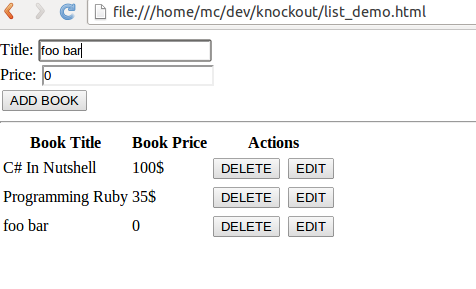 file:///home/mc/dev/knockout/list_demo.html
Title: foo bar
Price: 0
ADD BOOK
Book Title Book Price Actions
C# In Nutshell 100$ DELETE EDIT
Programming Ruby 35$ DELETE EDIT
foo bar 0 DELETE EDIT